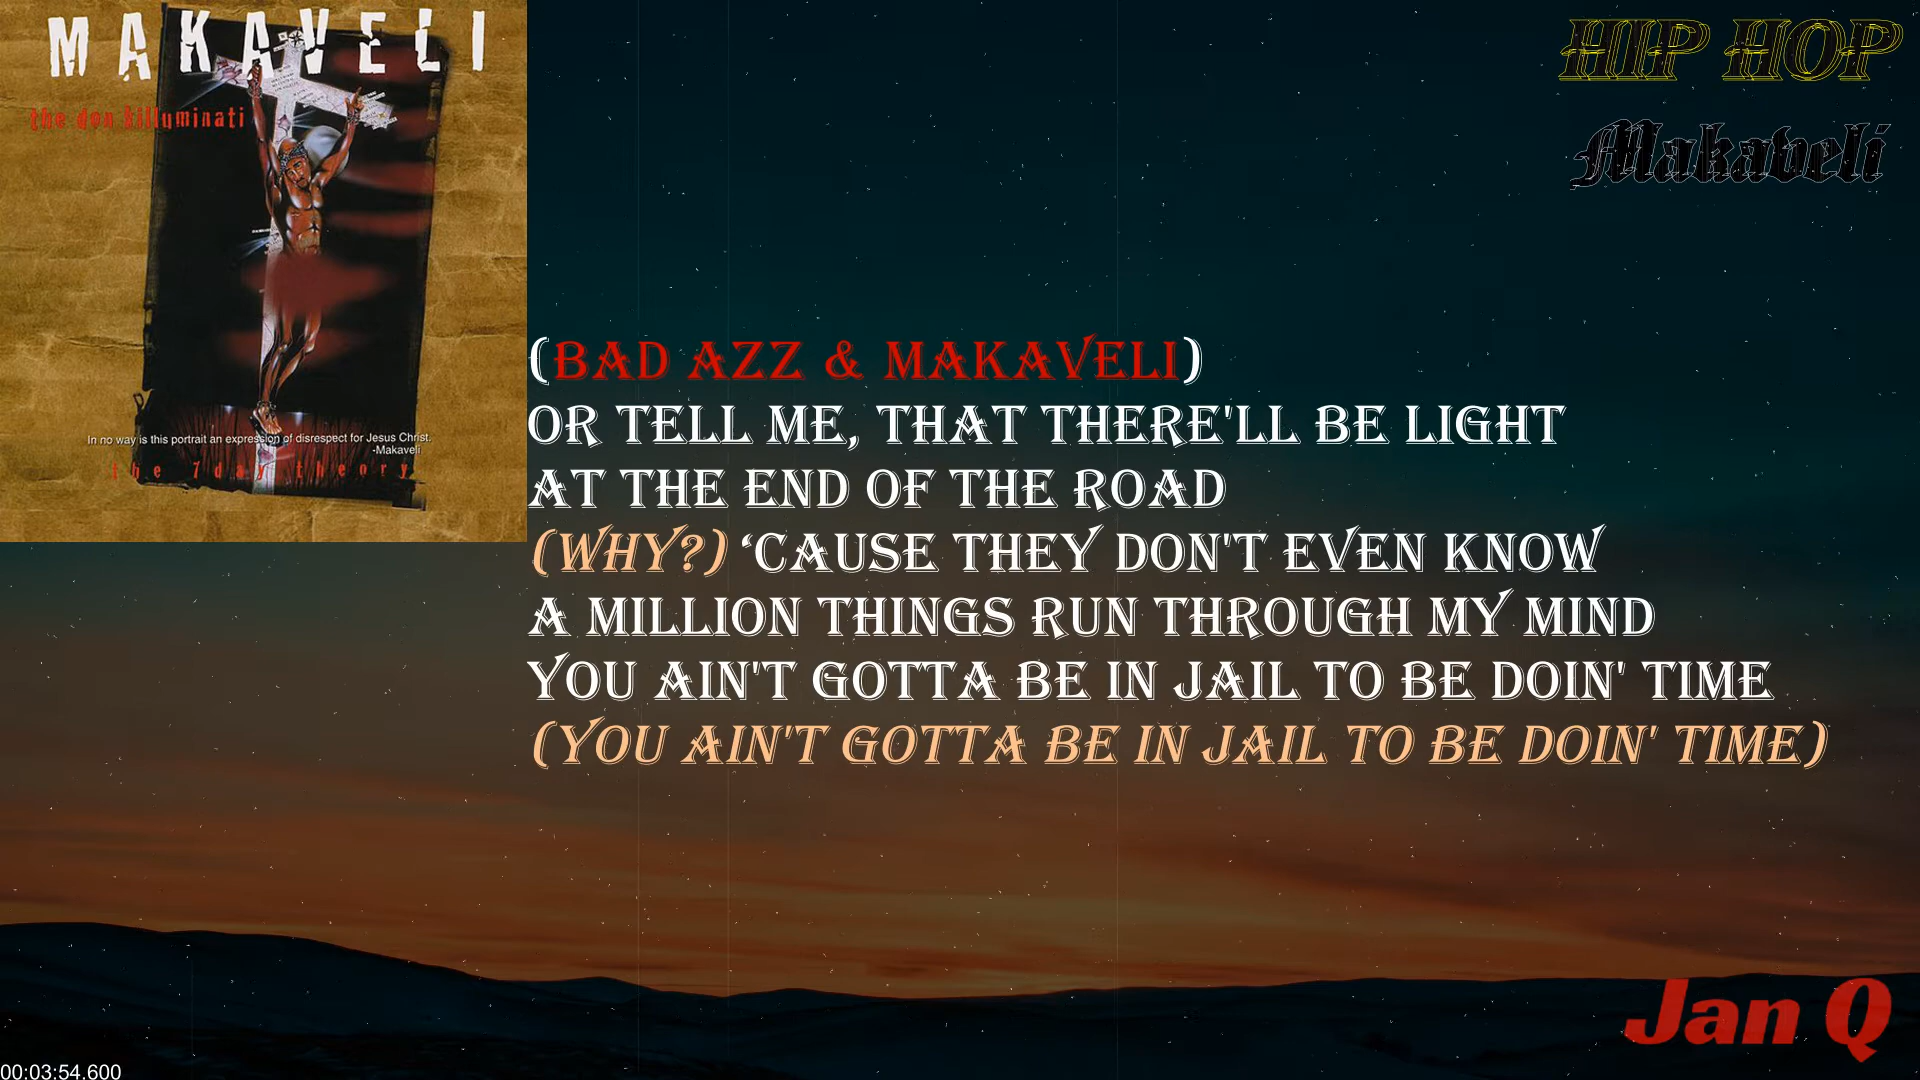 MAKAVELI
the don killuminati
In no way is this portrait an expression of disrespect for Jesus Christ.
-Makaveli
the 7 day theory
HIP HOP
Makaveli
(BAD AZZ & MAKAVELI)
OR TELL ME, THAT THERE'LL BE LIGHT
AT THE END OF THE ROAD
(WHY?) ‘CAUSE THEY DON'T EVEN KNOW
A MILLION THINGS RUN THROUGH MY MIND
YOU AIN'T GOTTA BE IN JAIL TO BE DOIN' TIME
(YOU AIN'T GOTTA BE IN JAIL TO BE DOIN' TIME)
Jan Q
00:03:54.600